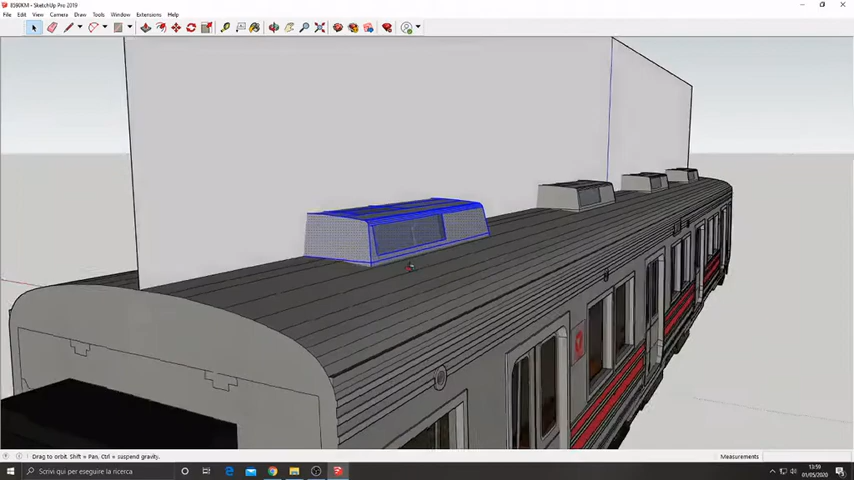 8590KM - SketchUp Pro 2019
File Edit View Camera Draw Tools Window Extensions Help
Drag to orbit. Shift = Pan, Ctrl = suspend gravity.
Measurements
Scrivi qui per eseguire la ricerca
13:59
01/05/2020